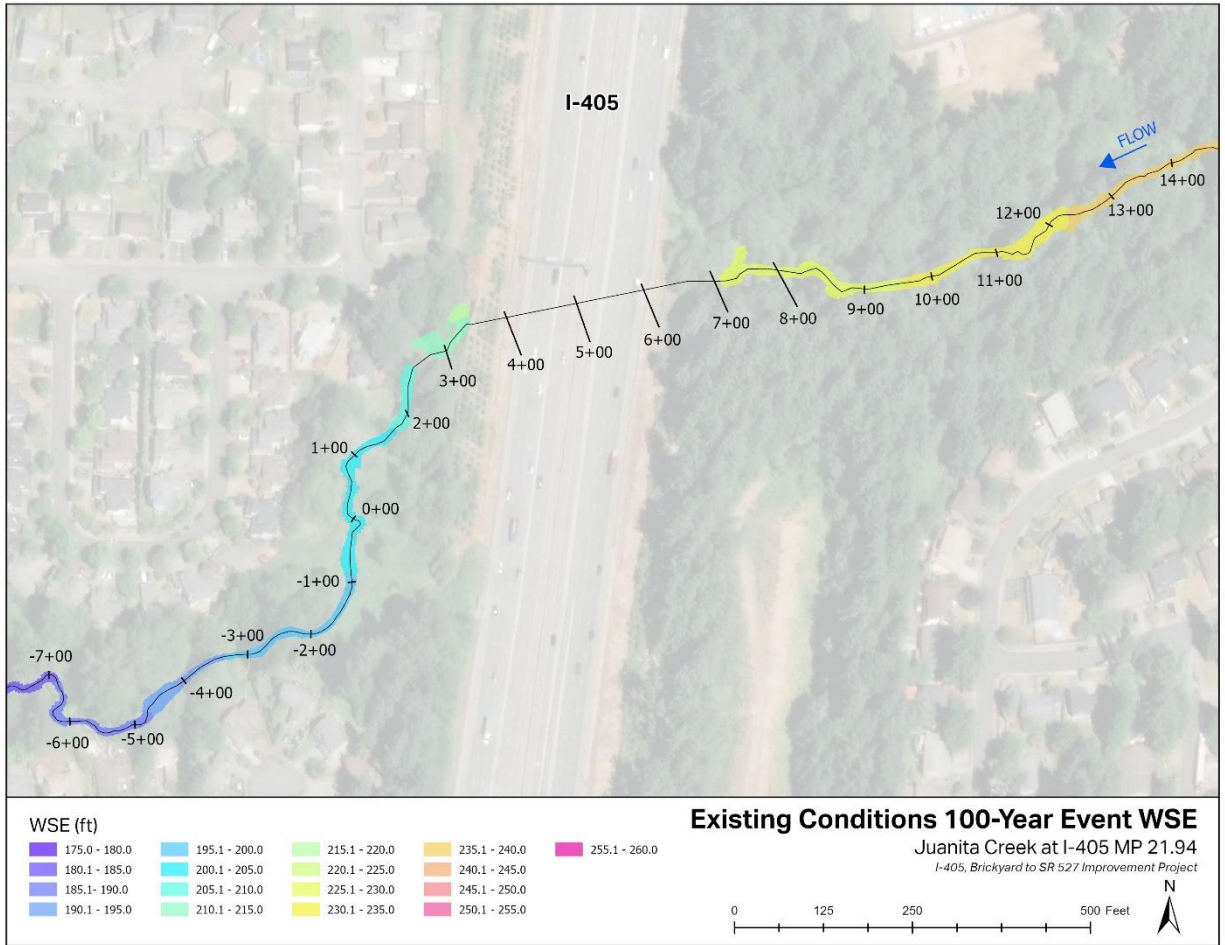 I-405
FLOW
14+00
13+00
12+00
11+00
10+00
9+00
8+00
7+00
6+00
5+00
4+00
3+00
2+00
1+00
0+00
-1+00
-2+00
-3+00
-4+00
-5+00
-6+00
-7+00
WSE (ft)
175.0 - 180.0
180.1 - 185.0
185.1- 190.0
190.1 - 195.0
195.1 - 200.0
200.1 - 205.0
205.1 - 210.0
210.1 - 215.0
215.1 - 220.0
220.1 - 225.0
225.1 - 230.0
230.1 - 235.0
235.1 - 240.0
240.1 - 245.0
245.1 - 250.0
250.1 - 255.0
255.1 - 260.0
Existing Conditions 100-Year Event WSE
Juanita Creek at I-405 MP 21.94
I-405, Brickyard to SR 527 Improvement Project
N
0 125 250 500 Feet